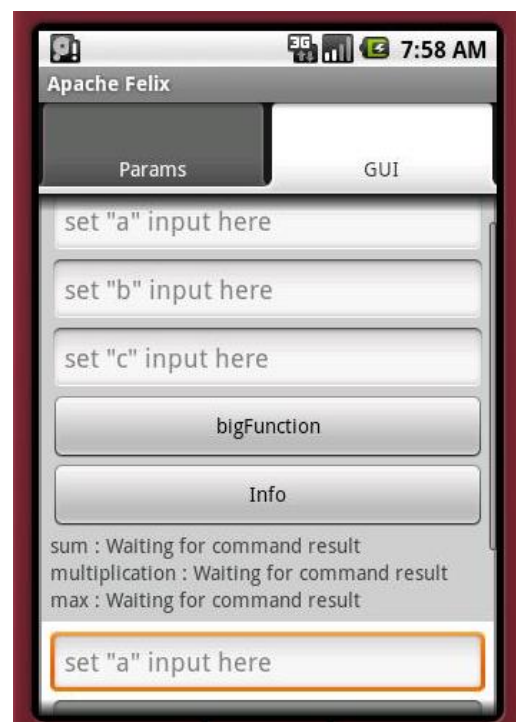 3G 7:58 AM
Apache Felix
Params GUI
set "a" input here
set "b" input here
set "c" input here
bigFunction
Info
sum : Waiting for command result
multiplication : Waiting for command result
max : Waiting for command result
set "a" input here